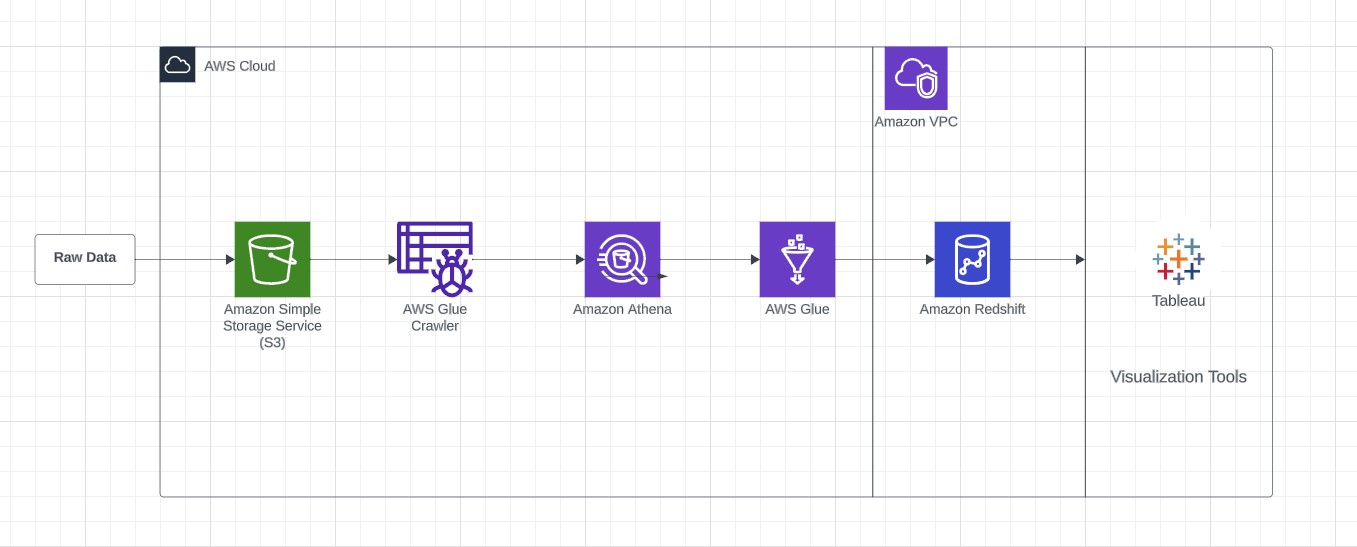 AWS Cloud
Amazon VPC
Raw Data
Amazon Simple
Storage Service
(S3)
AWS Glue
Crawler
Amazon Athena
AWS Glue
Amazon Redshift
Tableau
Visualization Tools